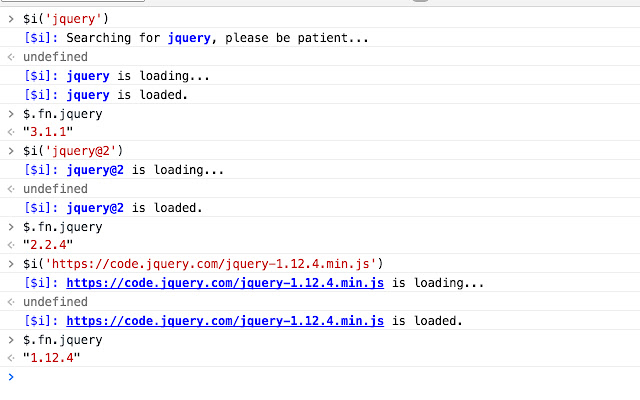 > $i('jquery')
[$i]: Searching for jquery, please be patient...
< undefined
[$i]: jquery is loading...
[$i]: jquery is loaded.
> $.fn.jquery
< "3.1.1"
> $i('jquery@2')
[$i]: jquery@2 is loading...
< undefined
[$i]: jquery@2 is loaded.
> $.fn.jquery
< "2.2.4"
> $i('https://code.jquery.com/jquery-1.12.4.min.js')
[$i]: https://code.jquery.com/jquery-1.12.4.min.js is loading...
< undefined
[$i]: https://code.jquery.com/jquery-1.12.4.min.js is loaded.
> $.fn.jquery
< "1.12.4"
>